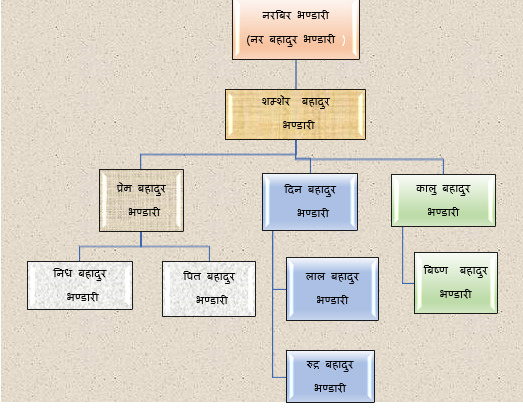 नरबिर भण्डारी
(नर बहादुर भण्डारी )
शम्शेर बहादुर
भण्डारी
प्रेम बहादुर
भण्डारी
दिन बहादुर
भण्डारी
कालु बहादुर
भण्डारी
निध बहादुर
भण्डारी
पित बहादुर
भण्डारी
लाल बहादुर
भण्डारी
बिष्ण बहादुर
भण्डारी
रुद्र बहादुर
भण्डारी